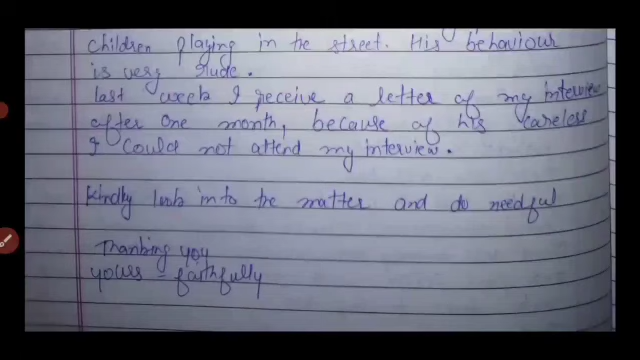 children playing in the street. His behaviour
is very rude.
last week I receive a letter of my interview
after one month, because of his careless
I could not attend my interview.
Kindly look into the matter and do needful
Thanking you
yours = faithfully